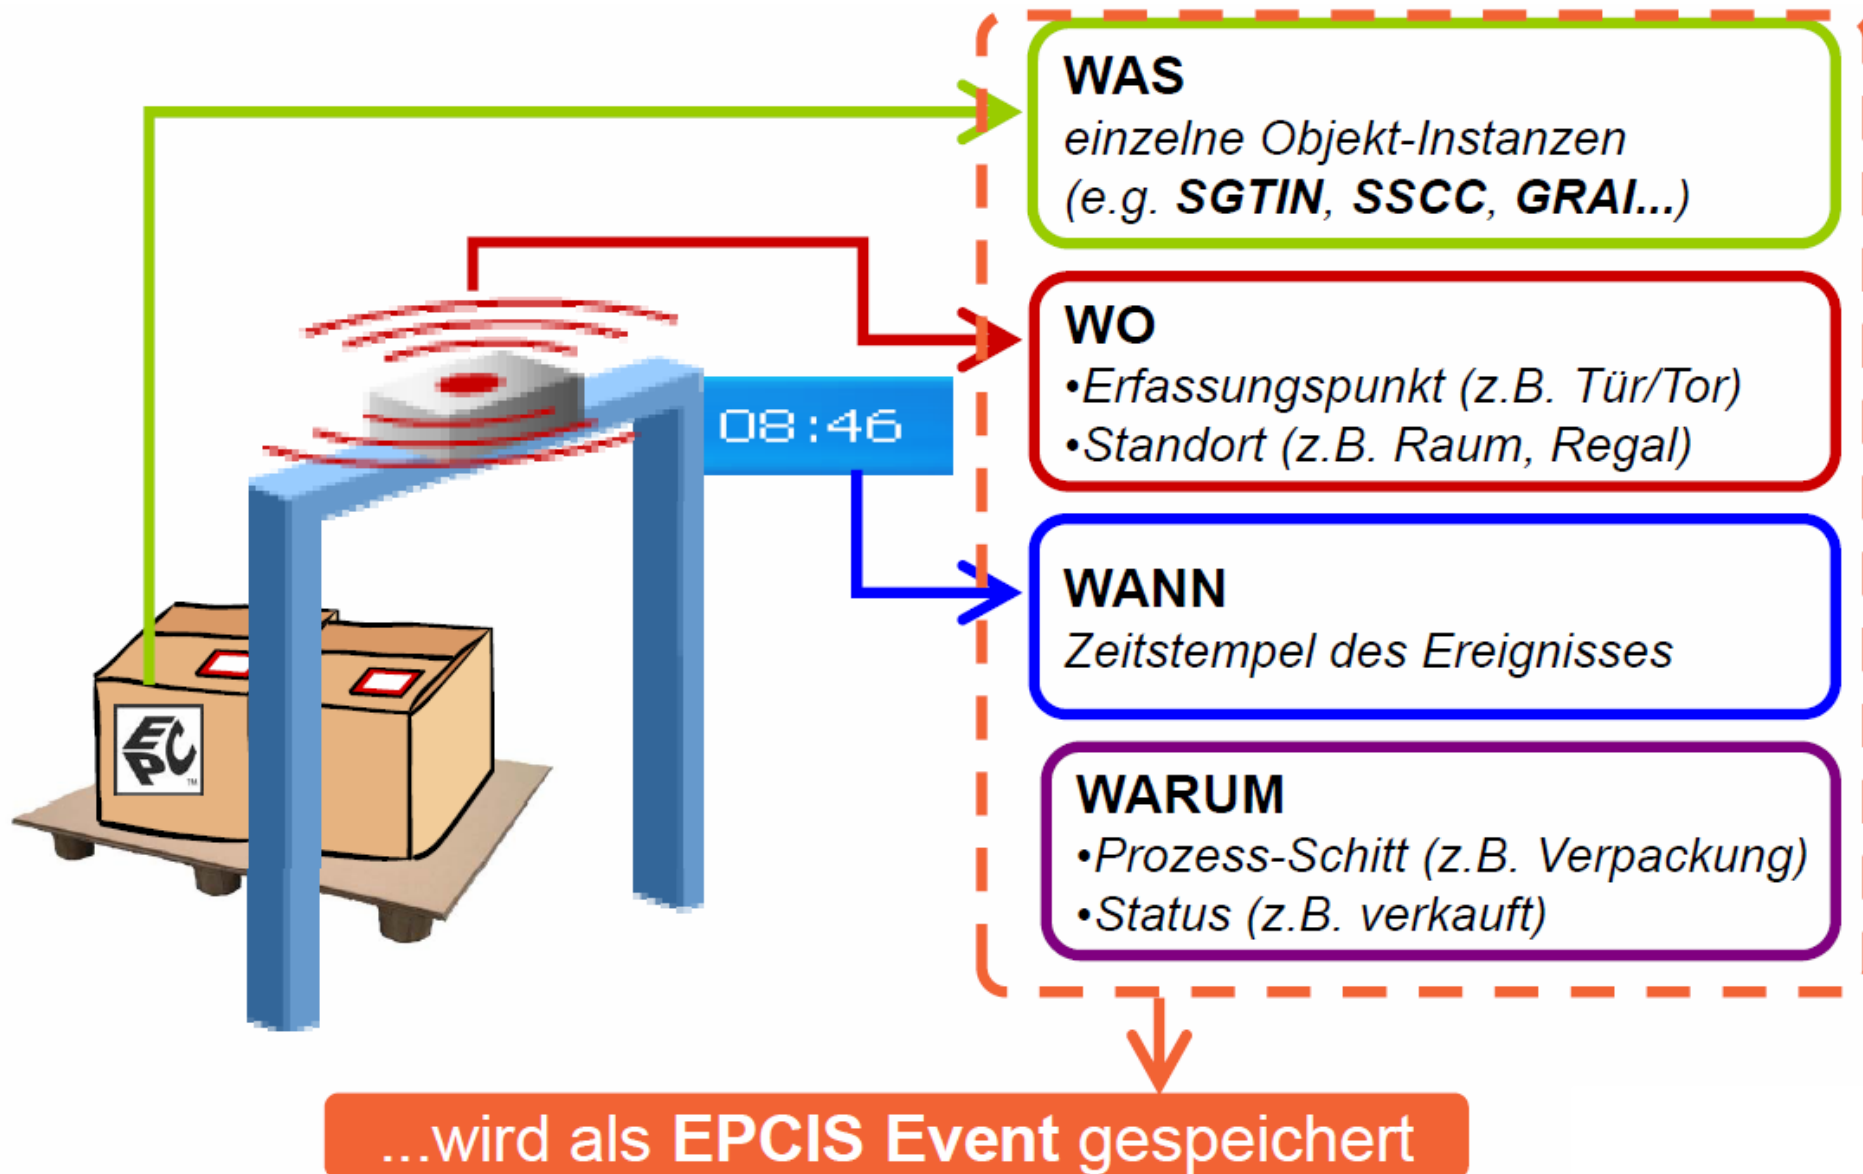 WAS
einzelne Objekt-Instanzen
(e.g. SGTIN, SSCC, GRAI...)
WO
•Erfassungspunkt (z.B. Tür/Tor)
•Standort (z.B. Raum, Regal)
08:46
WANN
Zeitstempel des Ereignisses
EPC™
WARUM
•Prozess-Schitt (z.B. Verpackung)
•Status (z.B. verkauft)
...wird als EPCIS Event gespeichert